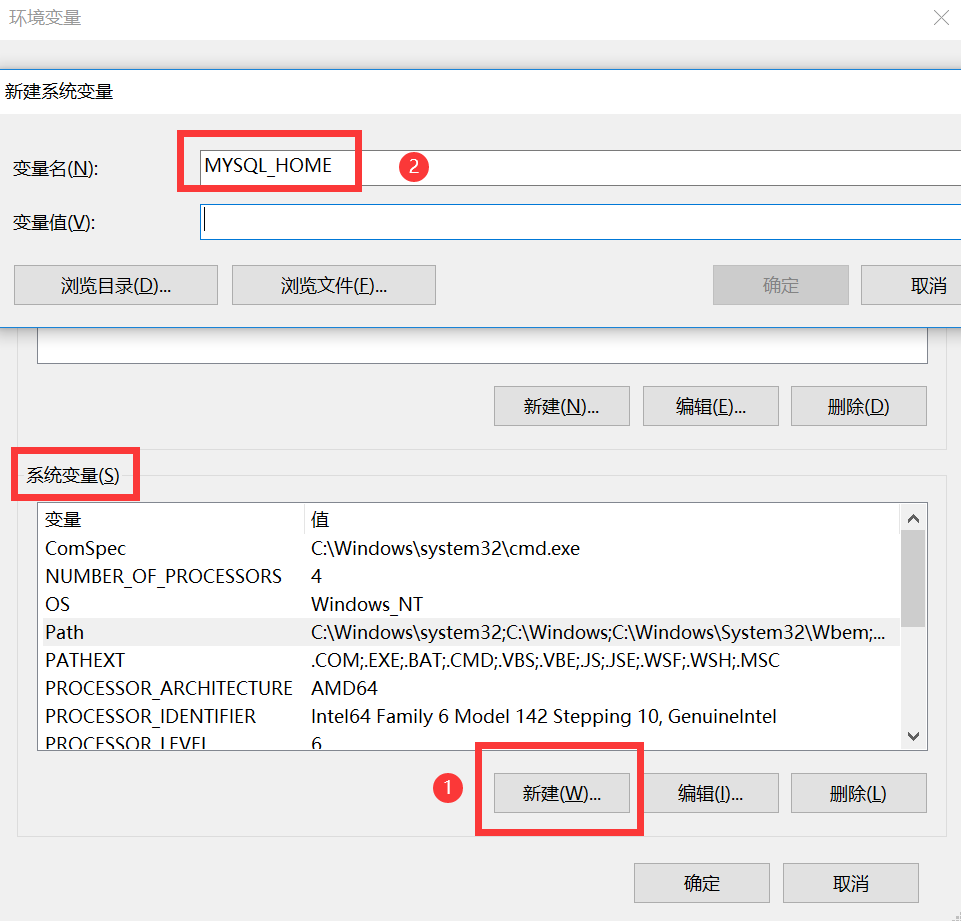 环境变量
新建系统变量
变量名(N):
MYSQL_HOME
2
变量值(V):
浏览目录(D)...
浏览文件(F)...
确定
取消
新建(N)...
编辑(E)...
删除(D)
系统变量(S)
变量 值
ComSpec C:\Windows\system32\cmd.exe
NUMBER_OF_PROCESSORS 4
OS Windows_NT
Path C:\Windows\system32;C:\Windows;C:\Windows\System32\Wbem;...
PATHEXT .COM;.EXE;.BAT;.CMD;.VBS;.VBE;.JS;.JSE;.WSF;.WSH;.MSC
PROCESSOR_ARCHITECTURE AMD64
PROCESSOR_IDENTIFIER Intel64 Family 6 Model 142 Stepping 10, GenuineIntel
PROCESSOR_LEVEL 6
1
新建(W)...
编辑(I)...
删除(L)
确定
取消